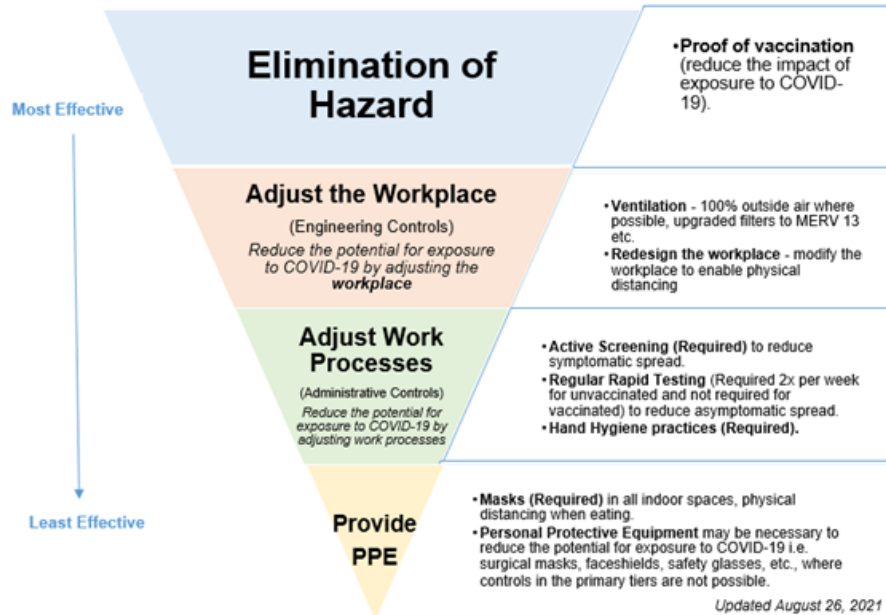 Most Effective
Least Effective
Elimination of
Hazard
•Proof of vaccination
(reduce the impact of
exposure to COVID-
19).
Adjust the Workplace
(Engineering Controls)
Reduce the potential for exposure
to COVID-19 by adjusting the
workplace
•Ventilation - 100% outside air where
possible, upgraded filters to MERV 13
etc.
•Redesign the workplace - modify the
workplace to enable physical
distancing
Adjust Work
Processes
(Administrative Controls)
Reduce the potential for
exposure to COVID-19 by
adjusting work processes
•Active Screening (Required) to reduce
symptomatic spread.
•Regular Rapid Testing (Required 2x per week
for unvaccinated and not required for
vaccinated) to reduce asymptomatic spread.
•Hand Hygiene practices (Required).
Provide
PPE
•Masks (Required) in all indoor spaces, physical
distancing when eating.
•Personal Protective Equipment may be necessary to
reduce the potential for exposure to COVID-19 i.e.
surgical masks, faceshields, safety glasses, etc., where
controls in the primary tiers are not possible.
Updated August 26, 2021